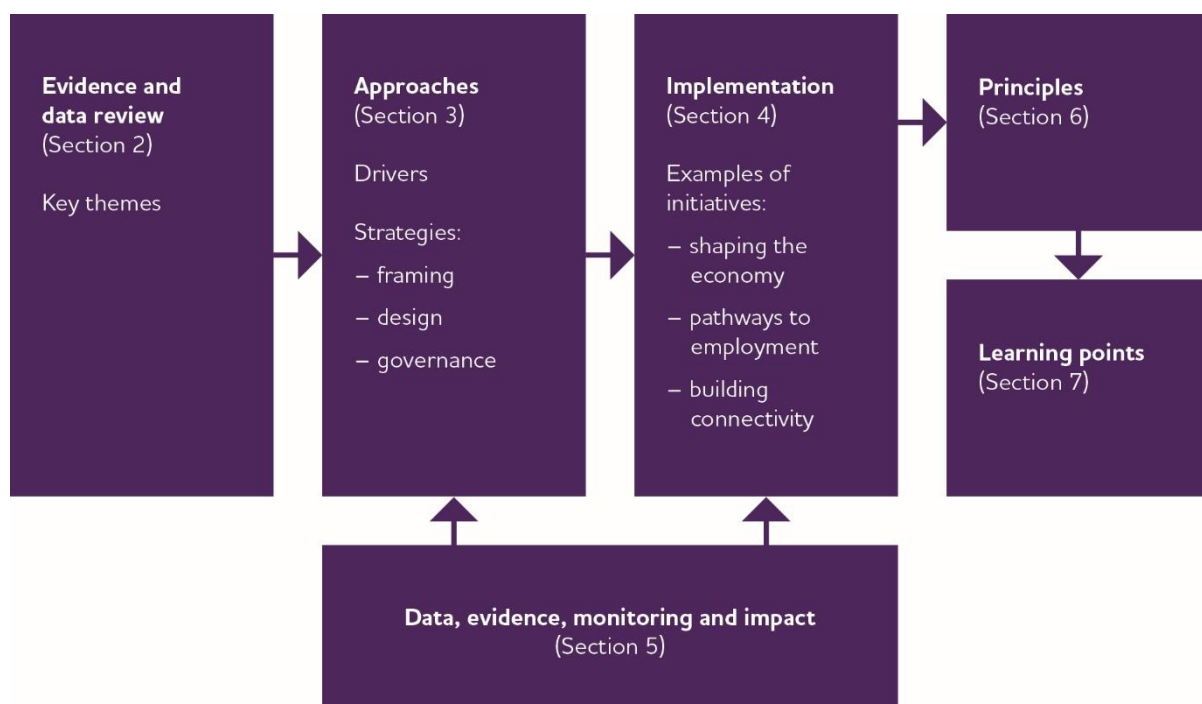 Evidence and
data review
(Section 2)
Key themes
Approaches
(Section 3)
Drivers
Strategies:
– framing
– design
– governance
Implementation
(Section 4)
Examples of
initiatives:
– shaping the
economy
– pathways to
employment
– building
connectivity
Principles
(Section 6)
Learning points
(Section 7)
Data, evidence, monitoring and impact
(Section 5)